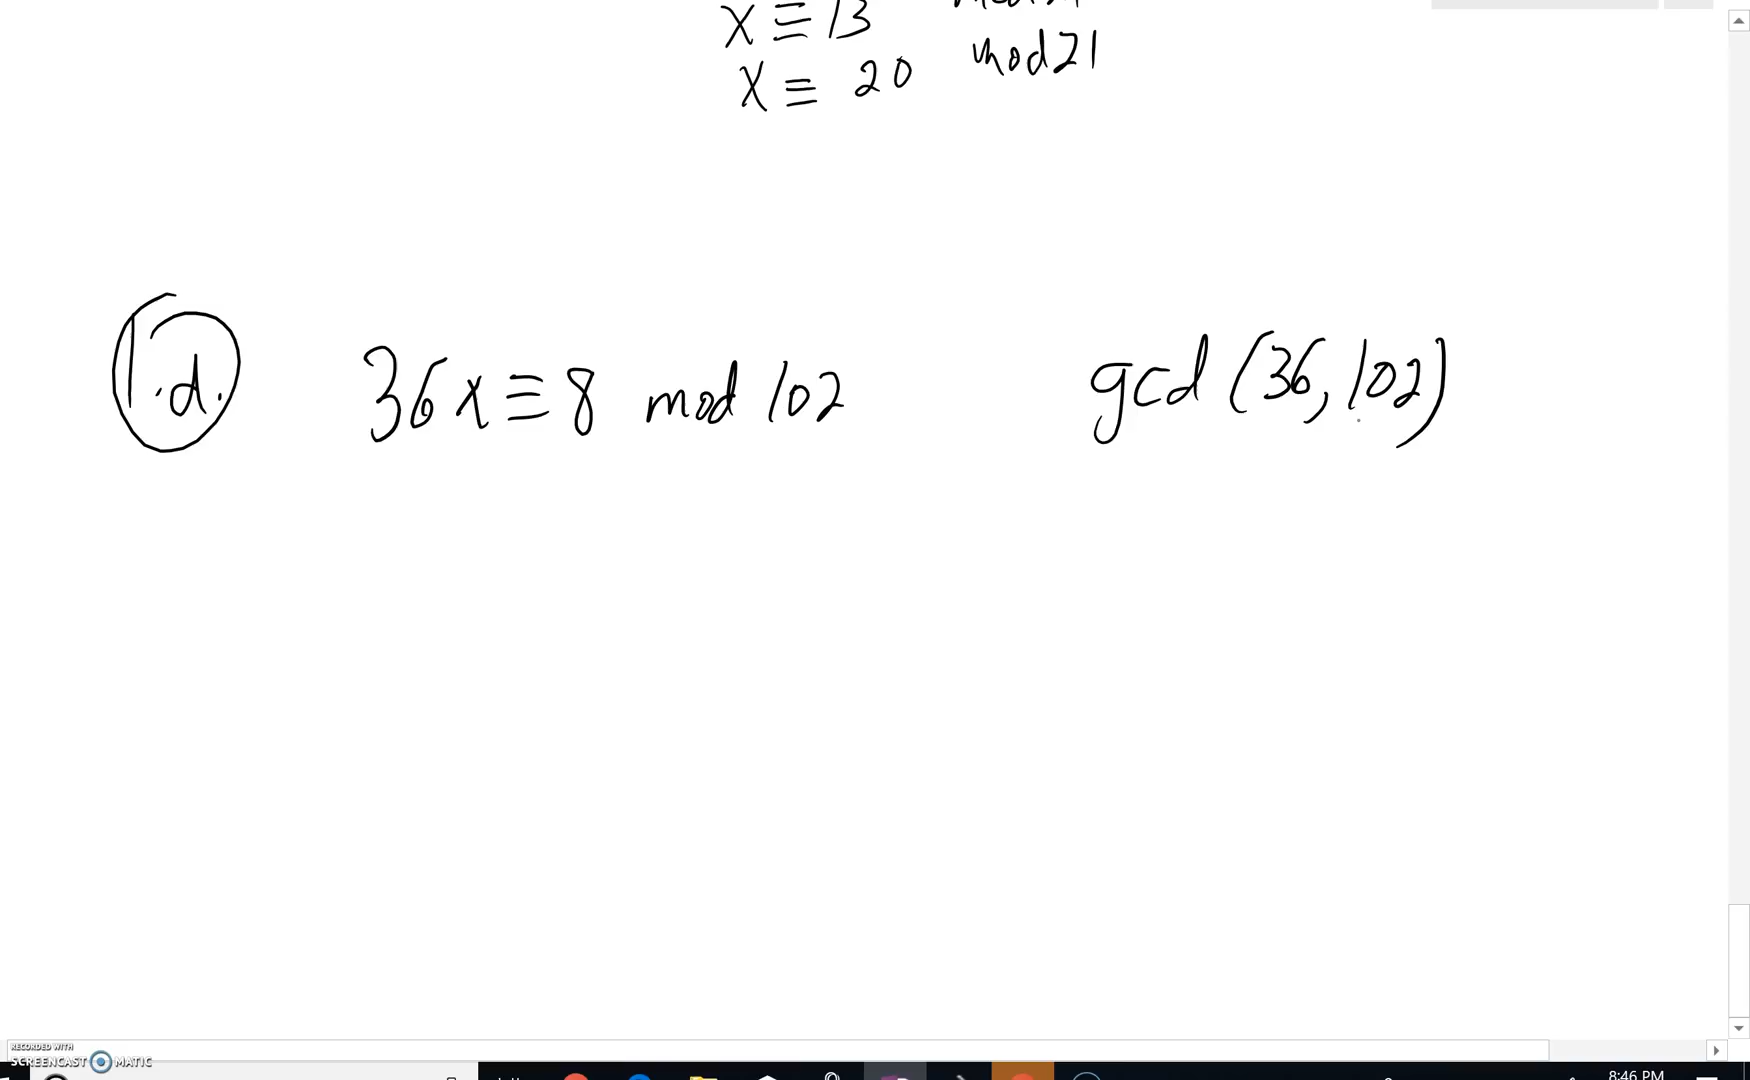 x ≡ 13
x ≡ 20 mod 21
1.d. 36x ≡ 8 mod 102 gcd (36, 102)
RECORDED WITH
SCREENCAST MATIC
8:46 PM